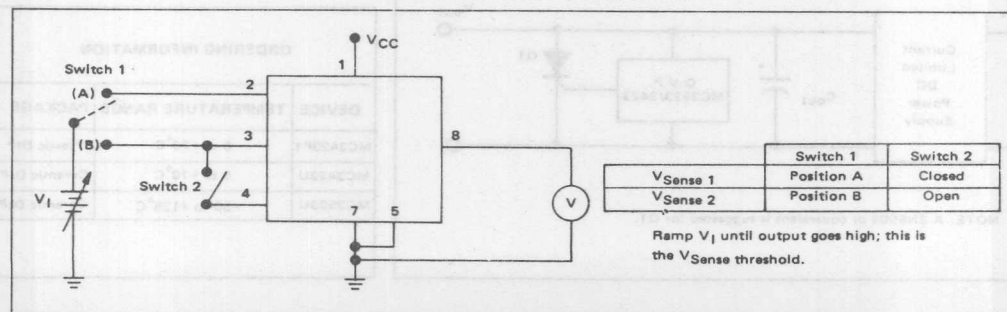 VCC
1
Switch 1
(A)
2
(B)
3
8
Switch 2
4
VI
7
5
V
Switch 1 Switch 2
VSense 1 Position A Closed
VSense 2 Position B Open
Ramp VI until output goes high; this is
the VSense threshold.
ORDERING INFORMATION
DEVICE TEMPERATURE RANGE PACKAGE
Current
Limited
DC
Power
Supply
Q1
O.V.P.